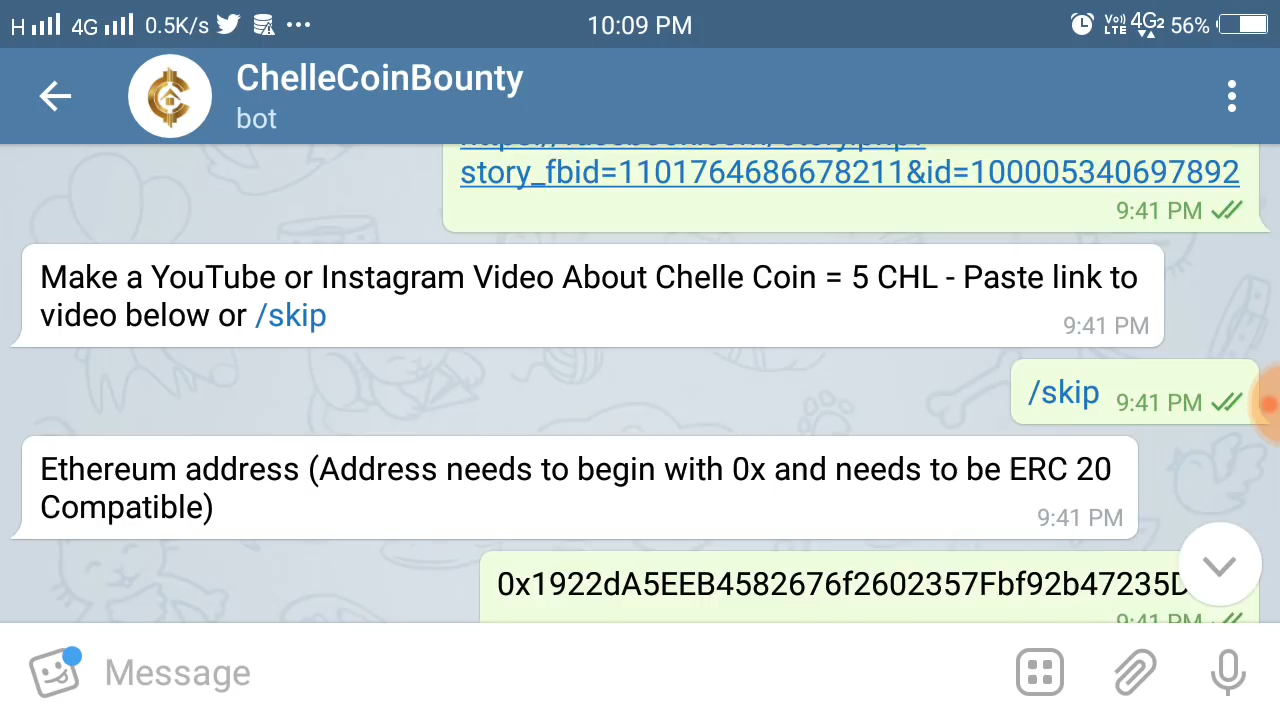 H 4G 0.5K/s 10:09 PM Vo) LTE 4G2 56%
ChelleCoinBounty
bot
story_fbid=1101764686678211&id=100005340697892
9:41 PM
Make a YouTube or Instagram Video About Chelle Coin = 5 CHL - Paste link to
video below or /skip
9:41 PM
/skip 9:41 PM
Ethereum address (Address needs to begin with 0x and needs to be ERC 20
Compatible)
9:41 PM
0x1922dA5EEB4582676f2602357Fbf92b47235D
9:41 PM
Message